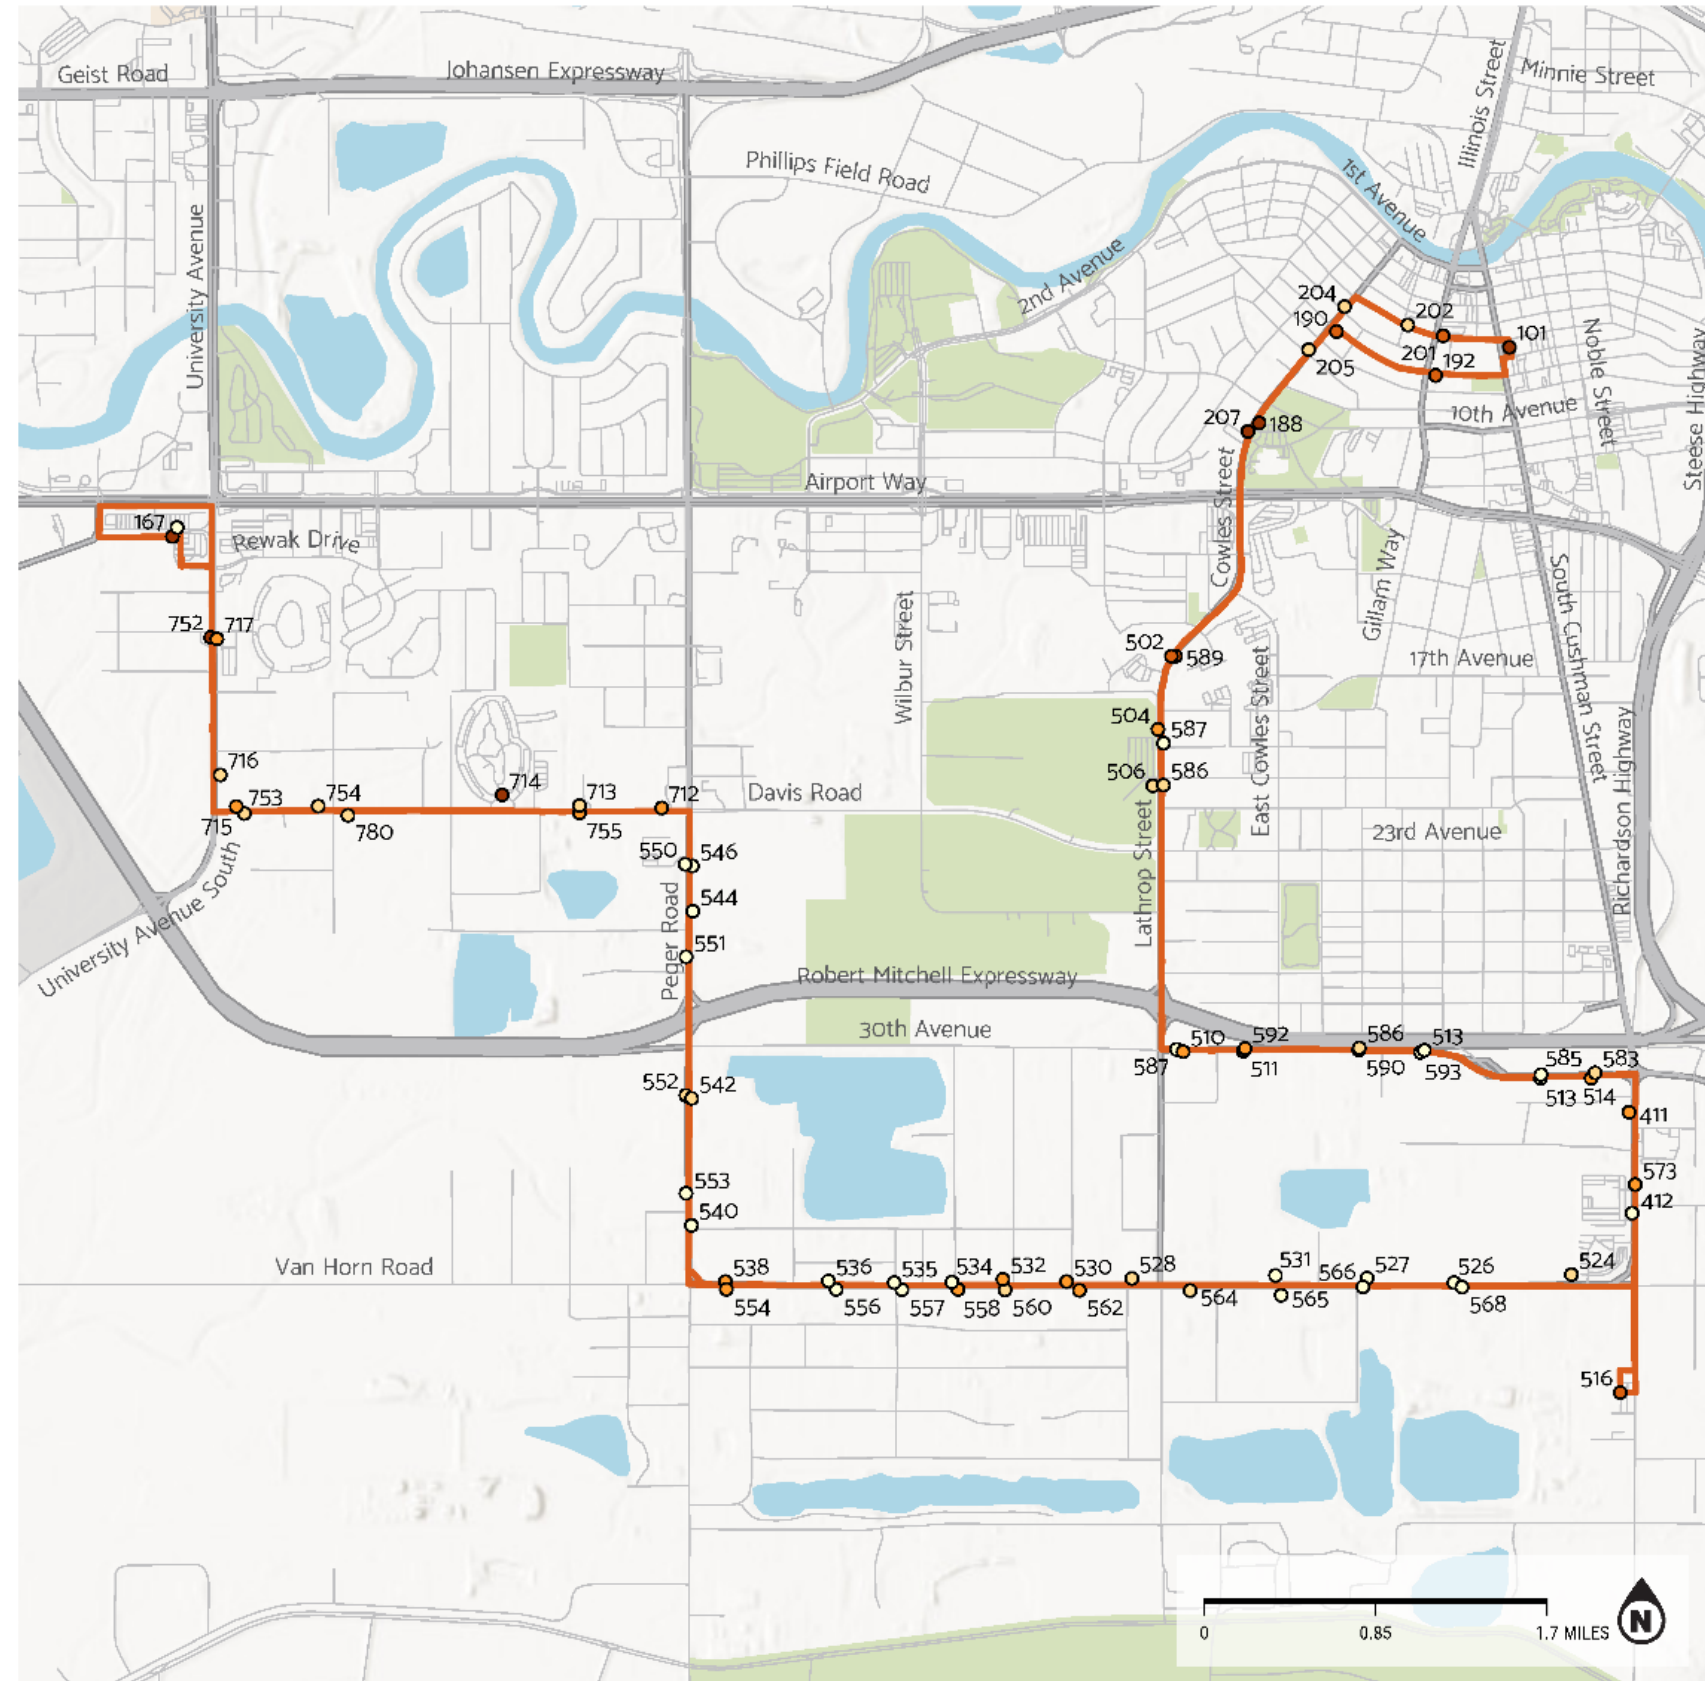 Geist Road
Johansen Expressway
Illinois Street
Minnie Street
Phillips Field Road
1st Avenue
University Avenue
2nd Avenue
204
190
202
201
192
101
205
Noble Street
Steese Highway
10th Avenue
207
188
Airport Way
Cowles Street
167
Rewak Drive
Gillam Way
South Cushman Street
752
717
Wilbur Street
502
589
East Cowles Street
17th Avenue
504
587
Richardson Highway
716
506
586
753
754
714
713
712
Davis Road
715
780
755
23rd Avenue
Lathrop Street
550
546
University Avenue South
Peger Road
544
551
Robert Mitchell Expressway
30th Avenue
510
592
586
513
587
511
590
593
585
583
513
514
552
542
411
573
412
553
540
Van Horn Road
538
536
535
534
532
530
528
531
566
527
526
524
554
556
557
558
560
562
564
565
568
516
0
0.85
1.7 MILES
N